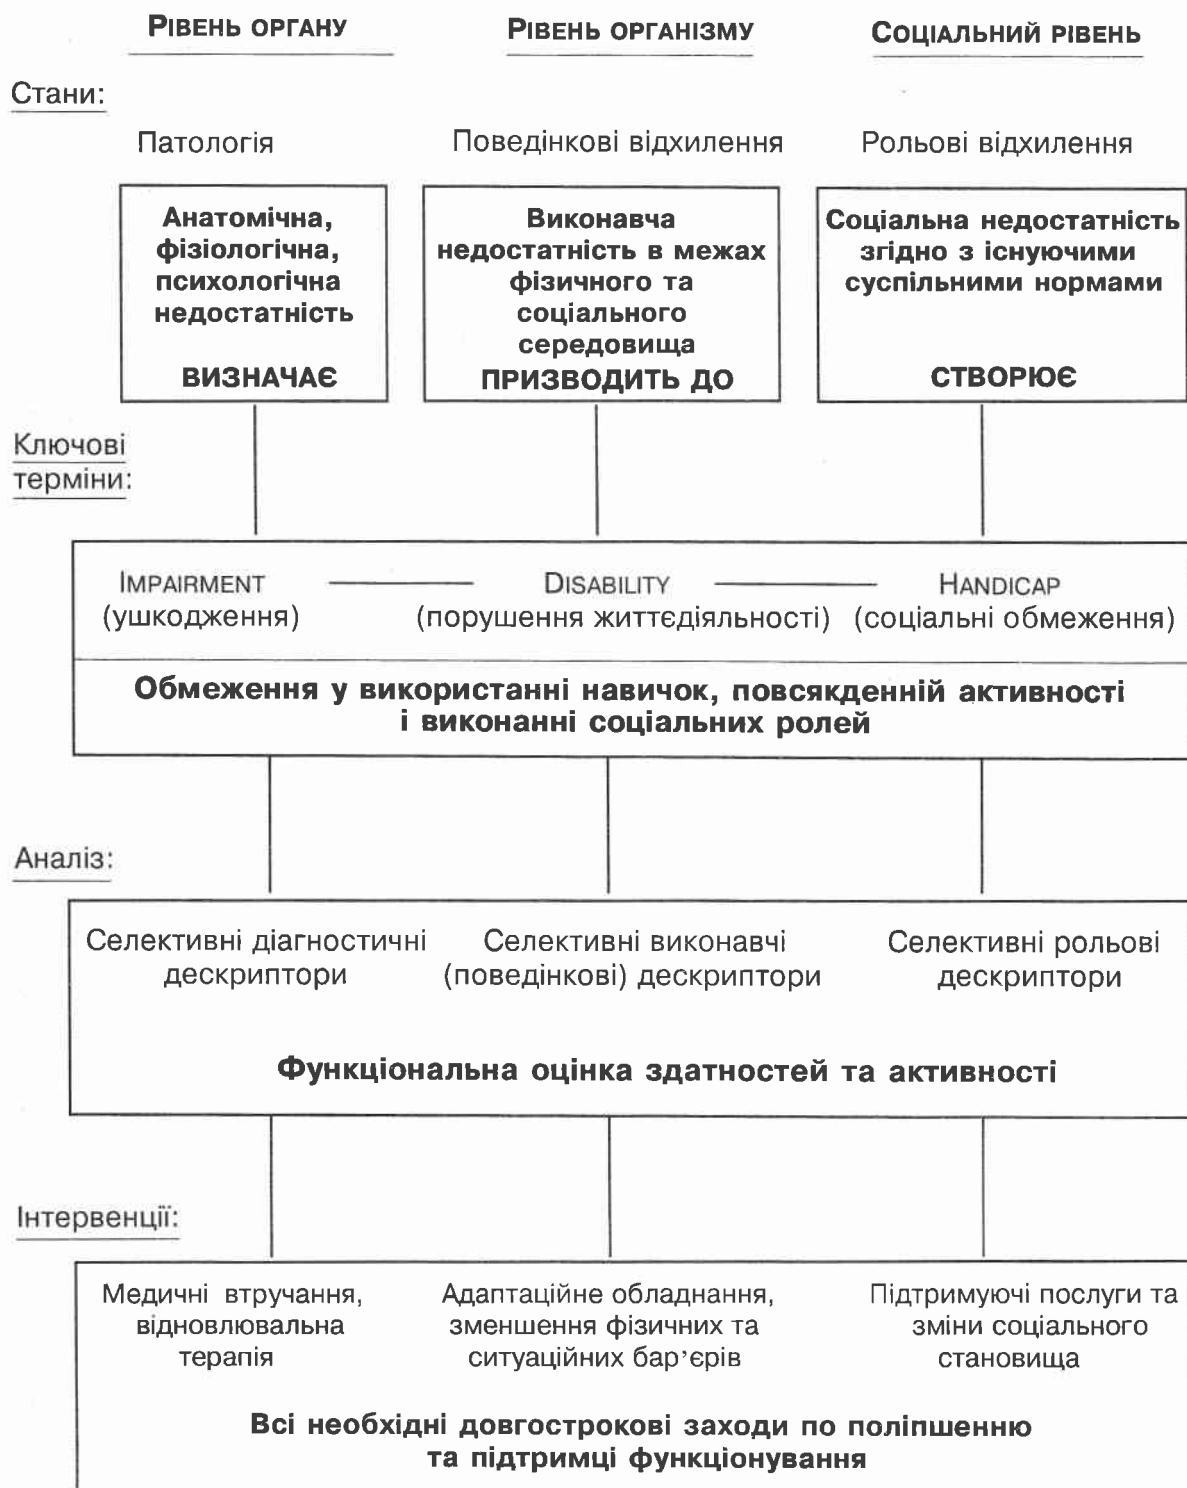 РІВЕНЬ ОРГАНУ
РІВЕНЬ ОРГАНІЗМУ
СОЦІАЛЬНИЙ РІВЕНЬ
Стани:
Патологія
Поведінкові відхилення
Рольові відхилення
Анатомічна,
фізіологічна,
психологічна
недостатність
ВИЗНАЧАЄ
Виконавча
недостатність в межах
фізичного та
соціального
середовища
ПРИЗВОДИТЬ ДО
Соціальна недостатність
згідно з існуючими
суспільними нормами
СТВОРЮЄ
Ключові
терміни:
IMPAIRMENT
(ушкодження)
DISABILITY
(порушення життєдіяльності)
HANDICAP
(соціальні обмеження)
Обмеження у використанні навичок, повсякденній активності
і виконанні соціальних ролей
Аналіз:
Селективні діагностичні
дескриптори
Селективні виконавчі
(поведінкові) дескриптори
Селективні рольові
дескриптори
Функціональна оцінка здатностей та активності
Інтервенції:
Медичні втручання,
відновлювальна
терапія
Адаптаційне обладнання,
зменшення фізичних та
ситуаційних бар’єрів
Підтримуючі послуги та
зміни соціального
становища
Всі необхідні довгострокові заходи по поліпшенню
та підтримці функціонування